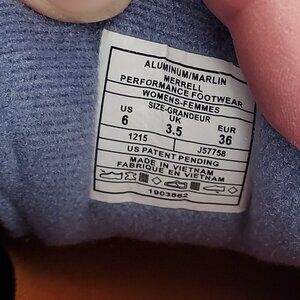 ALUMINUM/MARLIN
MERRELL
PERFORMANCE FOOTWEAR
WOMENS-FEMMES
SIZE-GRANDEUR
US UK EUR
6 3.5 36
1215 J57758
US PATENT PENDING
MADE IN VIETNAM
FABRIQUÉ EN VIETNAM
1903862